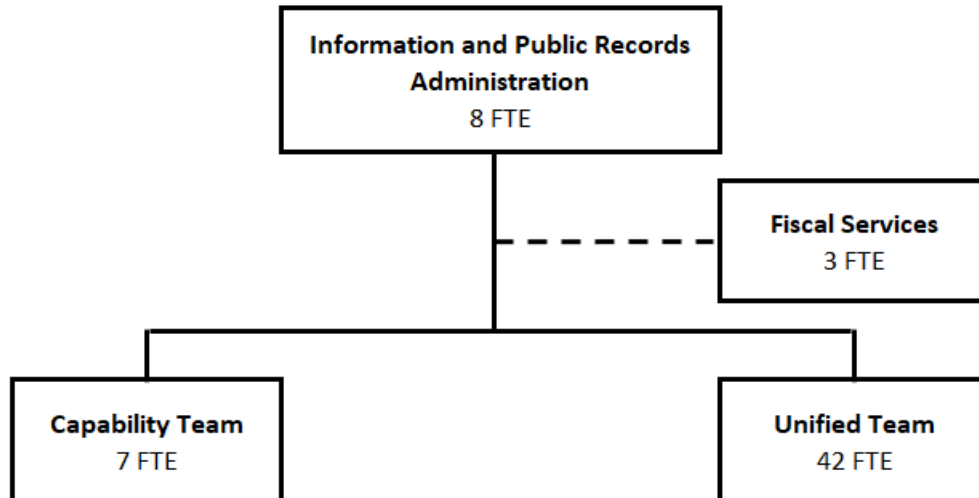 Information and Public Records
Administration
8 FTE
Fiscal Services
3 FTE
Capability Team
7 FTE
Unified Team
42 FTE